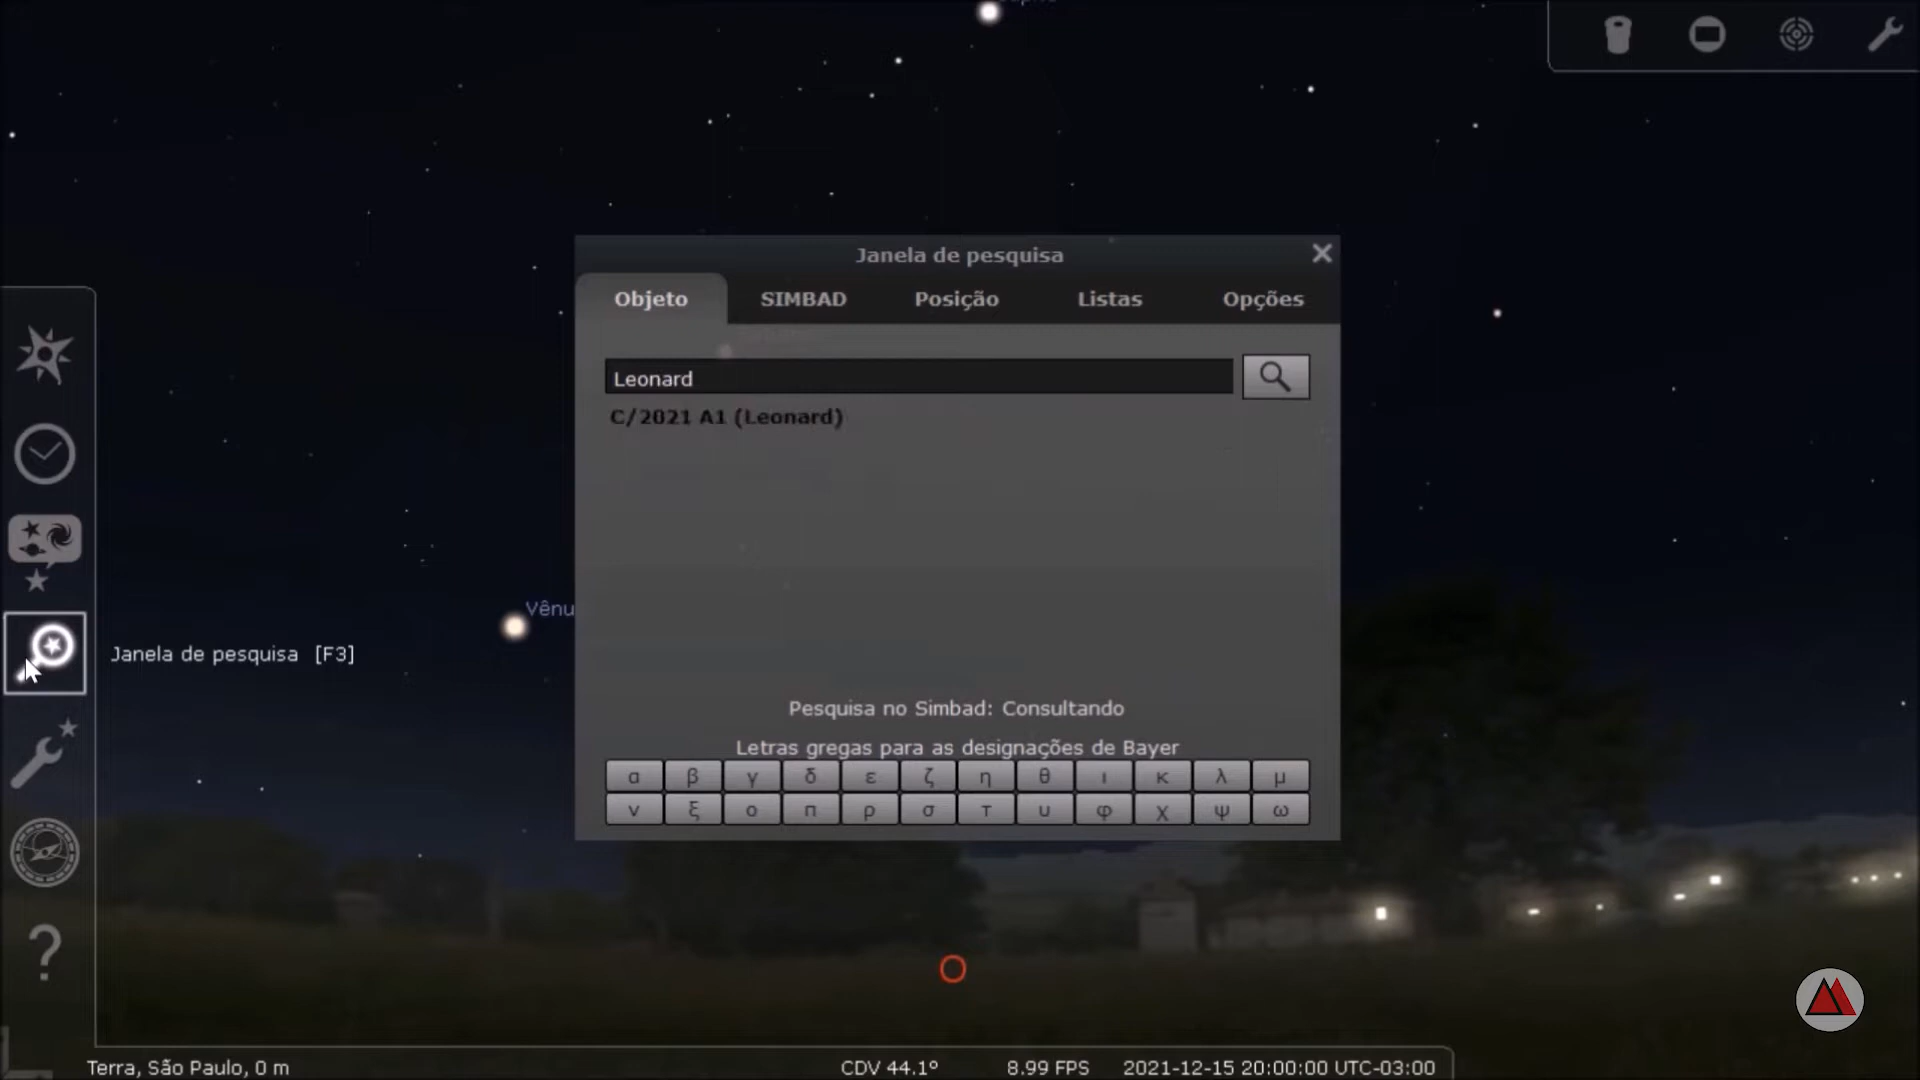 Janela de pesquisa
Objeto
SIMBAD
Posição
Listas
Opções
Leonard
C/2021 A1 (Leonard)
Vênu
Janela de pesquisa [F3]
Pesquisa no Simbad: Consultando
Letras gregas para as designações de Bayer
α β γ δ ε ζ η θ ι κ λ μ
ν ξ ο π ρ σ τ υ φ χ ψ ω
Terra, São Paulo, 0 m
CDV 44.1°
8.99 FPS
2021-12-15 20:00:00 UTC-03:00